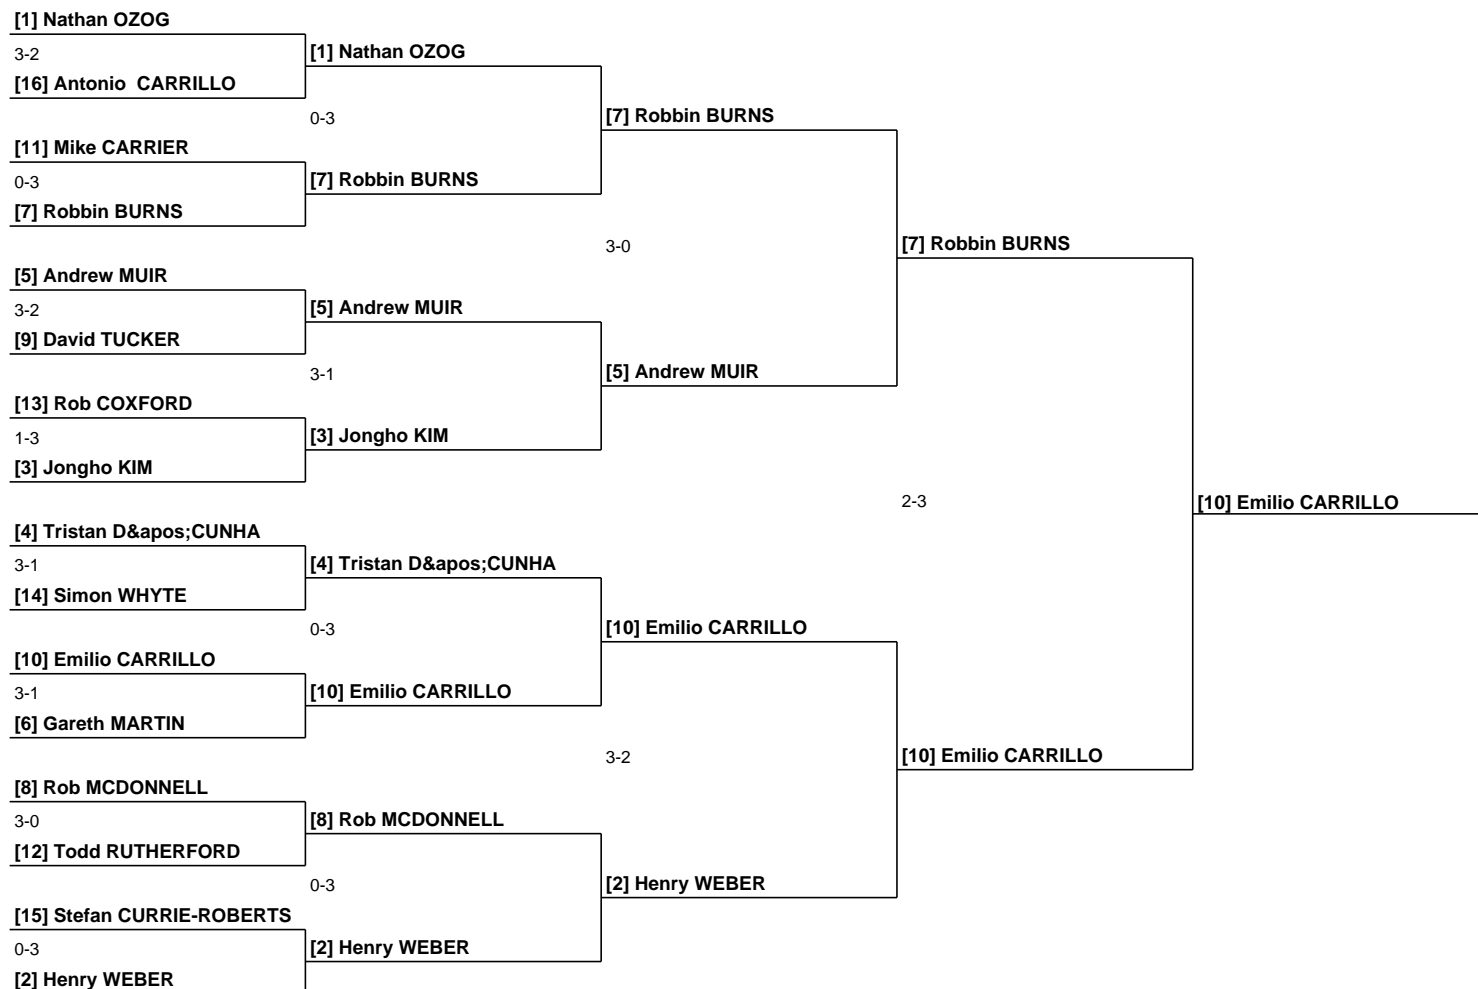 [1] Nathan OZOG
3-2
[16] Antonio  CARRILLO
[11] Mike CARRIER
0-3
[7] Robbin BURNS
[5] Andrew MUIR
3-2
[9] David TUCKER
[13] Rob COXFORD
1-3
[3] Jongho KIM
[4] Tristan D&apos;CUNHA
3-1
[14] Simon WHYTE
[10] Emilio CARRILLO
3-1
[6] Gareth MARTIN
[8] Rob MCDONNELL
3-0
[12] Todd RUTHERFORD
[15] Stefan CURRIE-ROBERTS
0-3
[2] Henry WEBER
[1] Nathan OZOG
0-3
[7] Robbin BURNS
[5] Andrew MUIR
3-1
[3] Jongho KIM
[4] Tristan D&apos;CUNHA
0-3
[10] Emilio CARRILLO
[8] Rob MCDONNELL
0-3
[2] Henry WEBER
[7] Robbin BURNS
3-0
[5] Andrew MUIR
[10] Emilio CARRILLO
3-2
[2] Henry WEBER
[7] Robbin BURNS
2-3
[10] Emilio CARRILLO
[10] Emilio CARRILLO